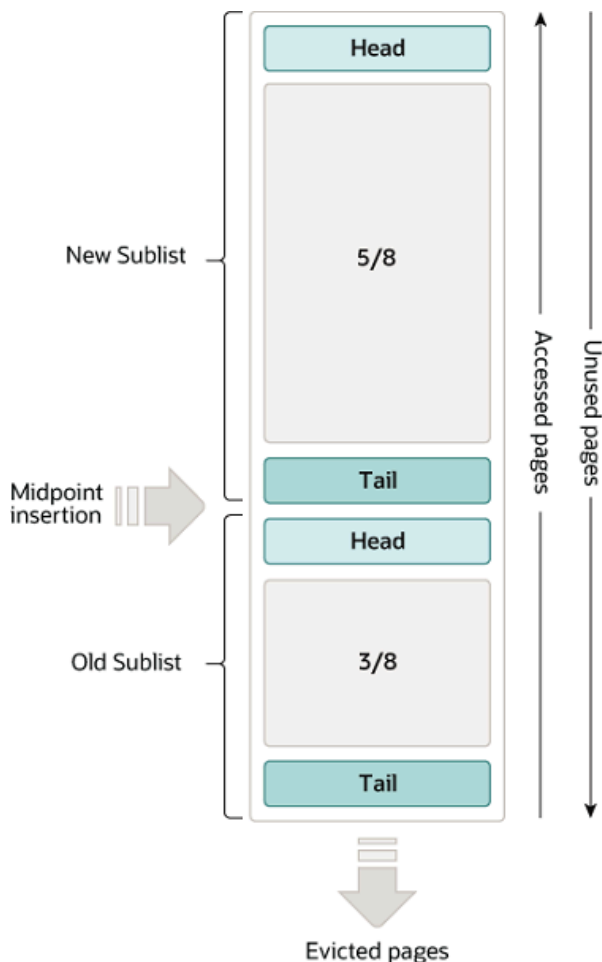 Head
New Sublist
5/8
Accessed pages
Unused pages
Tail
Midpoint
insertion
Head
Old Sublist
3/8
Tail
Evicted pages